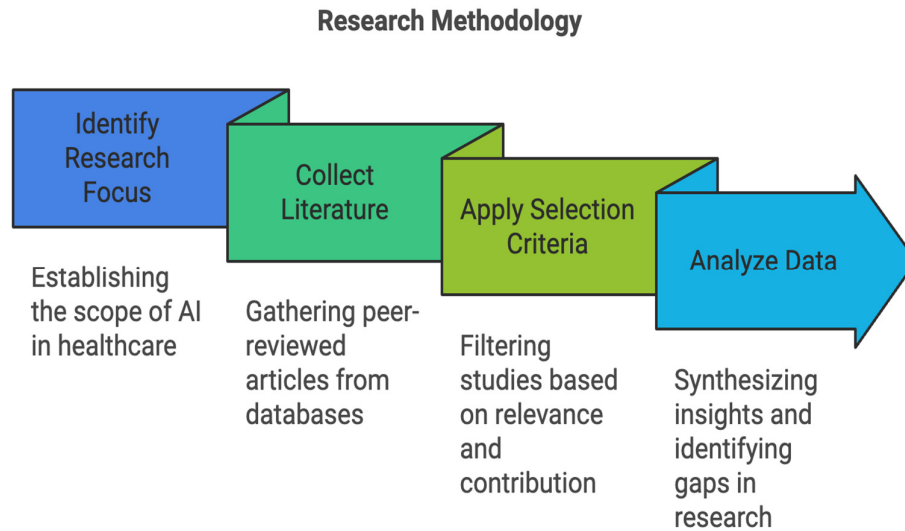 Research Methodology
Identify
Research
Focus
Establishing
the scope of AI
in healthcare
Collect
Literature
Gathering peer-
reviewed
articles from
databases
Apply Selection
Criteria
Filtering
studies based
on relevance
and
contribution
Analyze Data
Synthesizing
insights and
identifying
gaps in
research